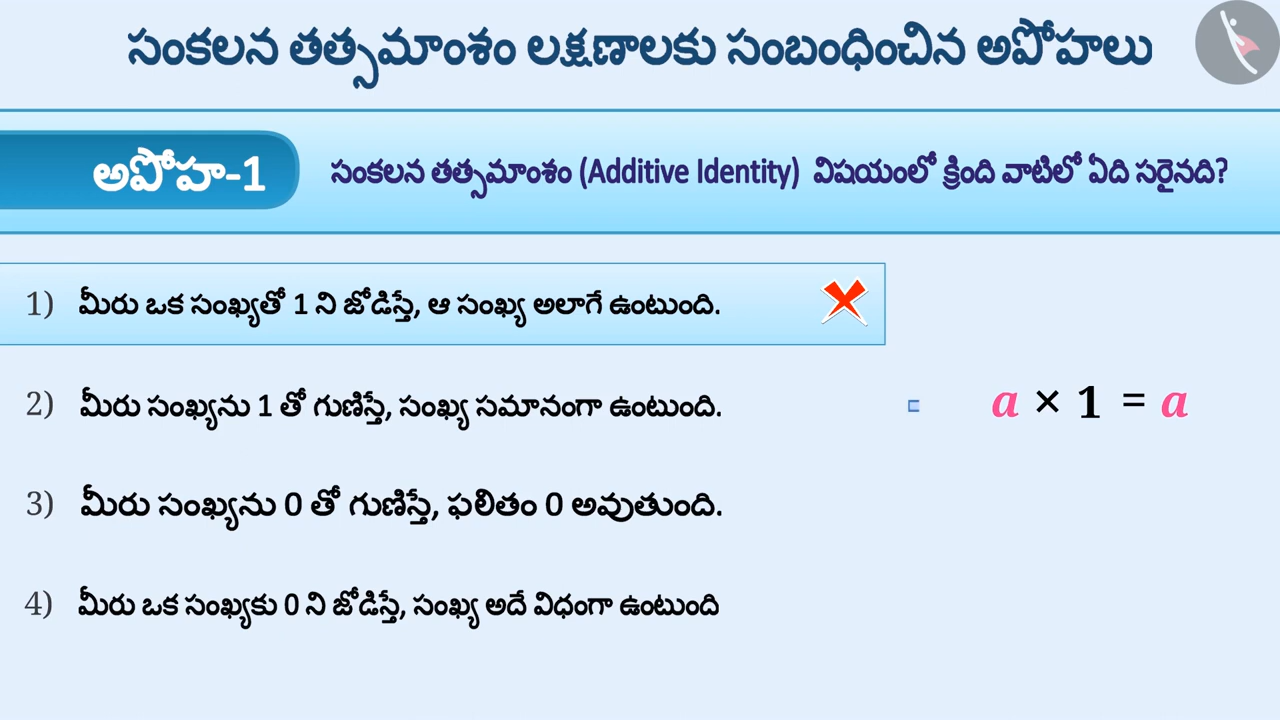 సంకలన తత్సమాంశం లక్షణాలకు సంబంధించిన అపోహలు
అపోహ-1
సంకలన తత్సమాంశం (Additive Identity) విషయంలో క్రింది వాటిలో ఏది సరైనది?
1) మీరు ఒక సంఖ్యతో 1 ని జోడిస్తే, ఆ సంఖ్య అలాగే ఉంటుంది.
2) మీరు సంఖ్యను 1 తో గుణిస్తే, సంఖ్య సమానంగా ఉంటుంది.
a × 1 = a
3) మీరు సంఖ్యను 0 తో గుణిస్తే, ఫలితం 0 అవుతుంది.
4) మీరు ఒక సంఖ్యకు 0 ని జోడిస్తే, సంఖ్య అదే విధంగా ఉంటుంది